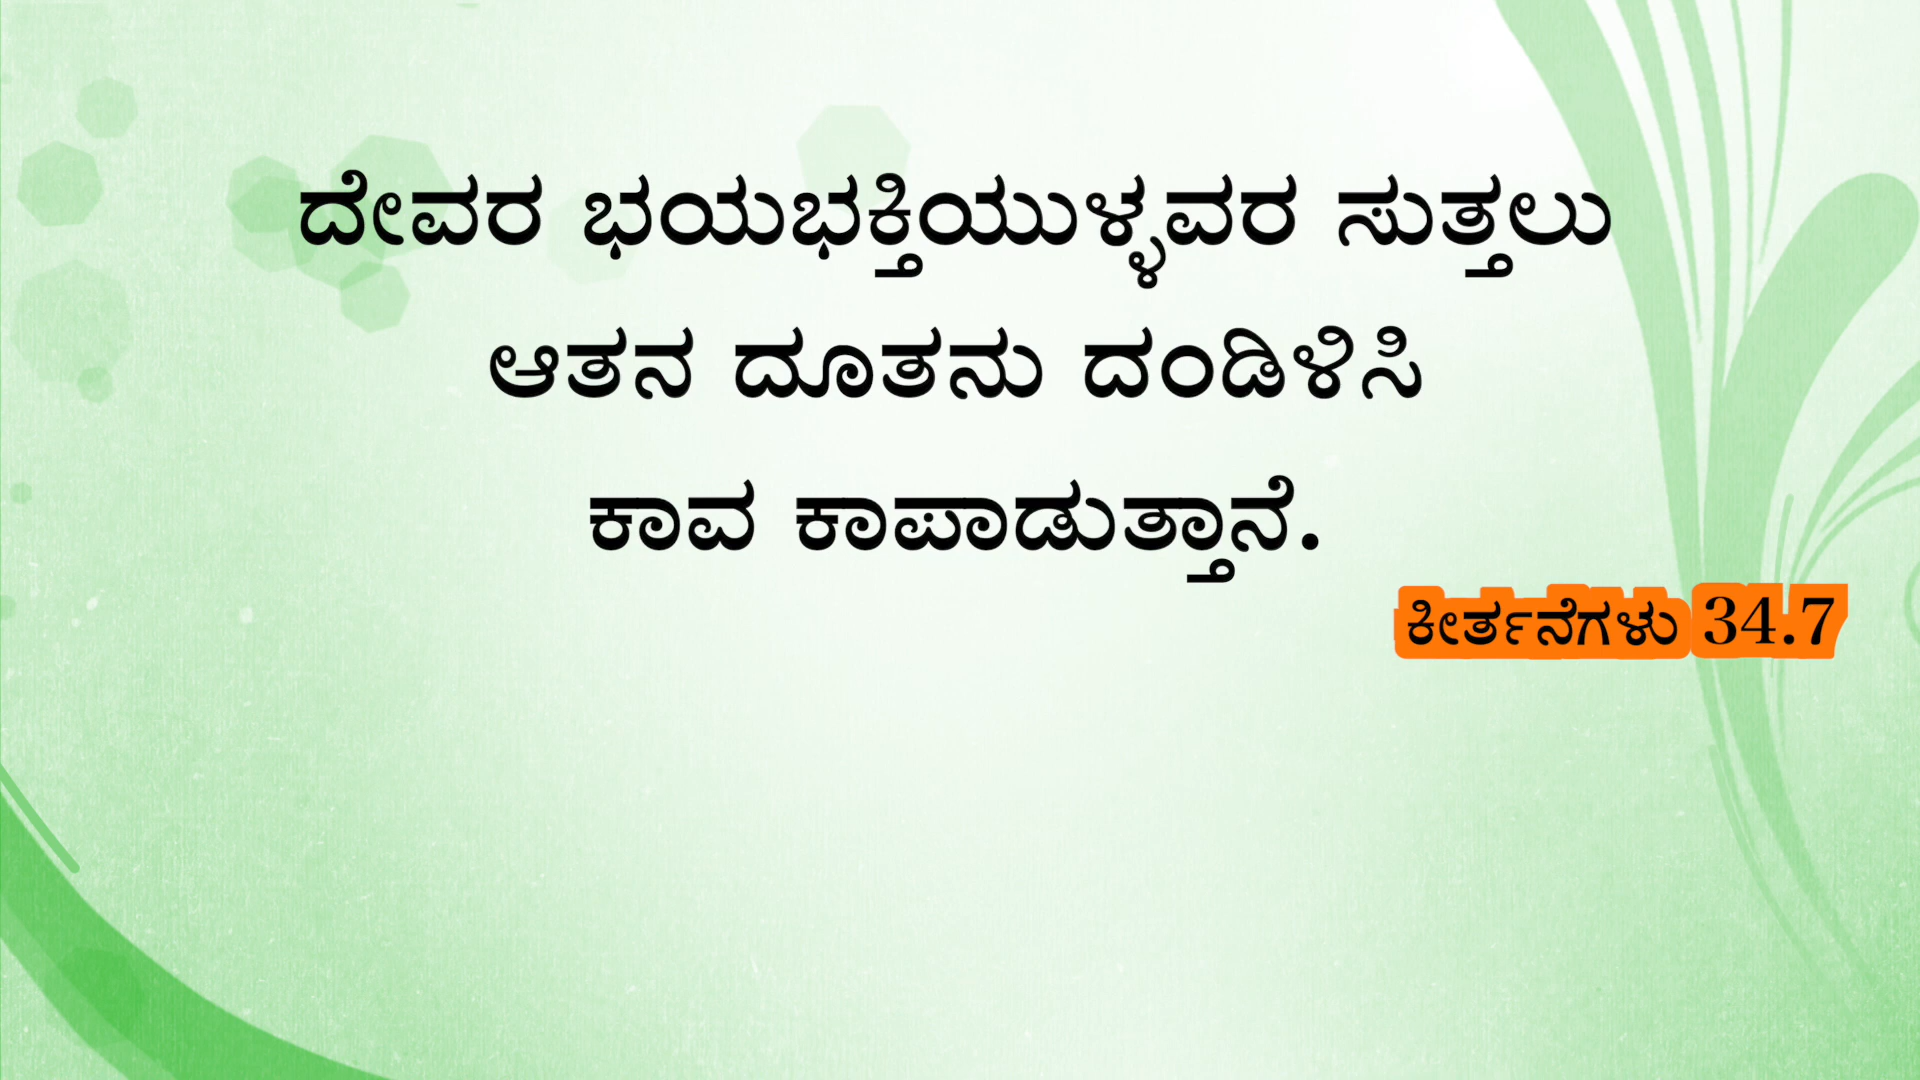 ದೇವರ ಭಯಭಕ್ತಿಯುಳ್ಳವರ ಸುತ್ತಲು
ಆತನ ದೂತನು ದಂಡಿಳಿಸಿ
ಕಾವ ಕಾಪಾಡುತ್ತಾನೆ.
ಕೀರ್ತನೆಗಳು 34.7